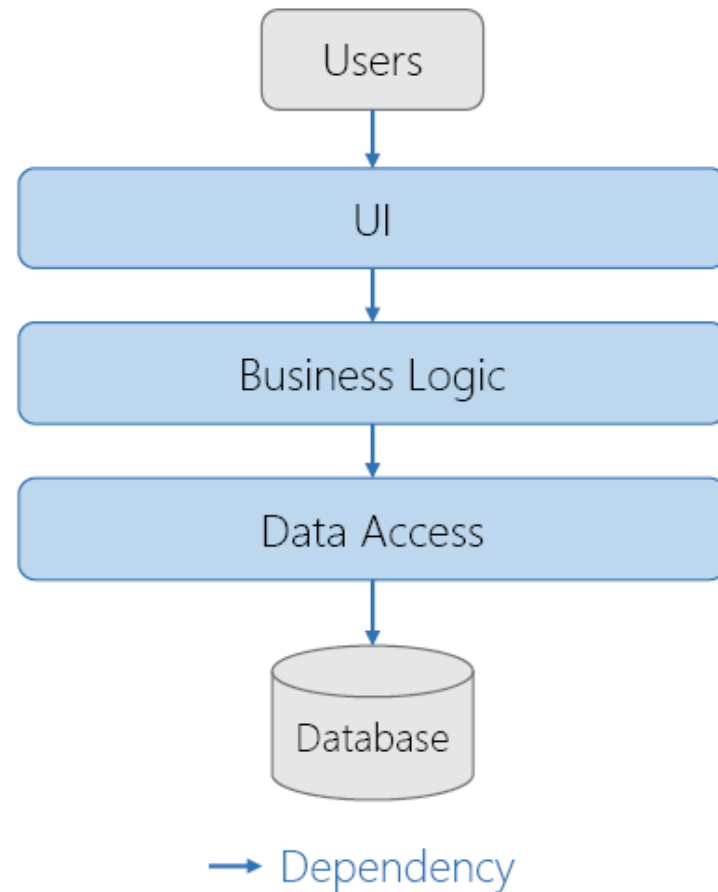 Users
UI
Business Logic
Data Access
Database
Dependency